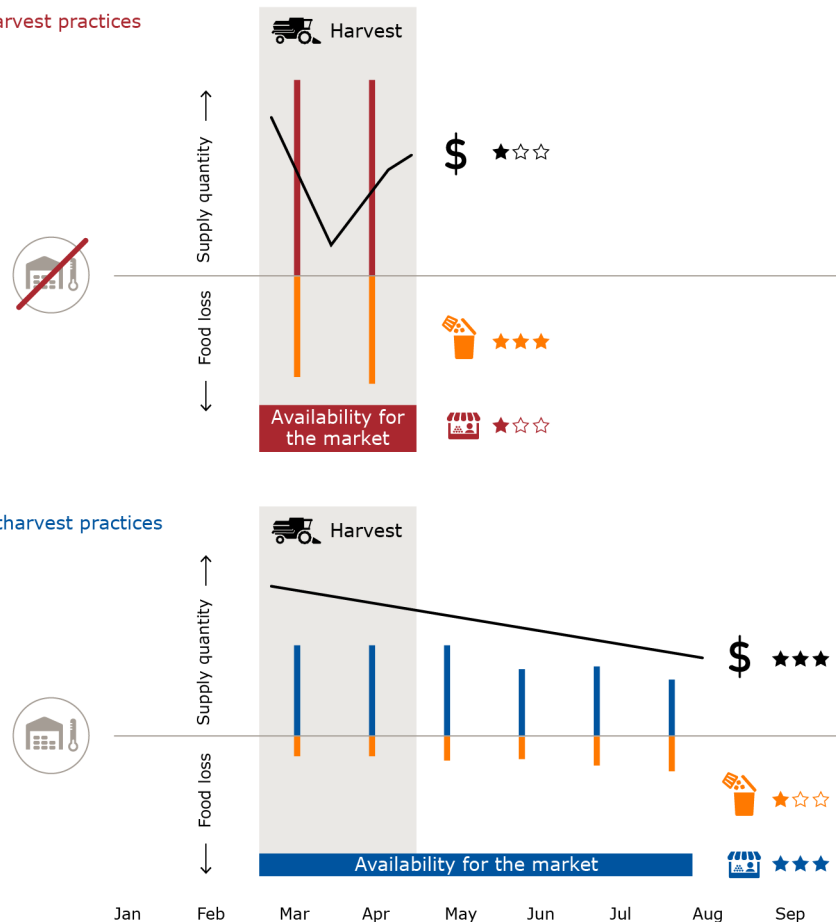 arvest practices
Harvest
Supply quantity
$
Food loss
Availability for
the market
tharvest practices
Harvest
Supply quantity
$
Food loss
Availability for the market
Jan Feb Mar Apr May Jun Jul Aug Sep